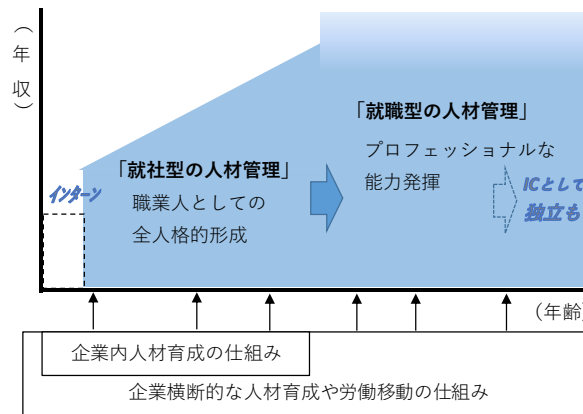 (年収)
「就職型の人材管理」
プロフェッショナルな
能力発揮
「就社型の人材管理」
職業人としての
全人格的形成
インターン
ICとして
独立も
(年齢)
企業内人材育成の仕組み
企業横断的な人材育成や労働移動の仕組み